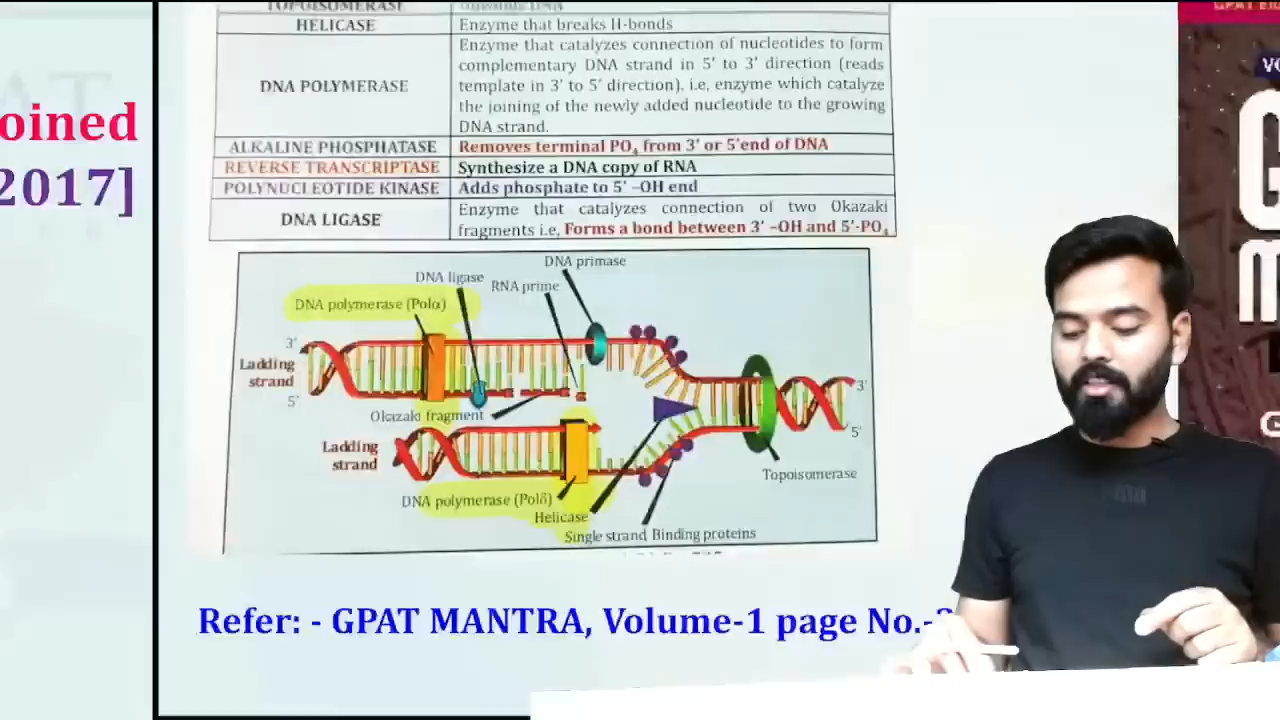 oined
2017]
TOPOISOMERASE
HELICASE
Enzyme that breaks H-bonds
DNA POLYMERASE
Enzyme that catalyzes connection of nucleotides to form
complementary DNA strand in 5' to 3' direction (reads
template in 3' to 5' direction). i.e, enzyme which catalyze
the joining of the newly added nucleotide to the growing
DNA strand.
ALKALINE PHOSPHATASE
Removes terminal PO₄ from 3' or 5'end of DNA
REVERSE TRANSCRIPTASE
Synthesize a DNA copy of RNA
POLYNUCLEOTIDE KINASE
Adds phosphate to 5' –OH end
DNA LIGASE
Enzyme that catalyzes connection of two Okazaki
fragments i.e, Forms a bond between 3' –OH and 5'-PO₄
DNA primase
DNA ligase
RNA prime
DNA polymerase (Polα)
3'
Ladding
strand
5'
Okazaki fragment
3'
5'
Ladding
strand
Topoisomerase
DNA polymerase (Polδ)
Helicase
Single strand Binding proteins
Refer: - GPAT MANTRA, Volume-1 page No.-